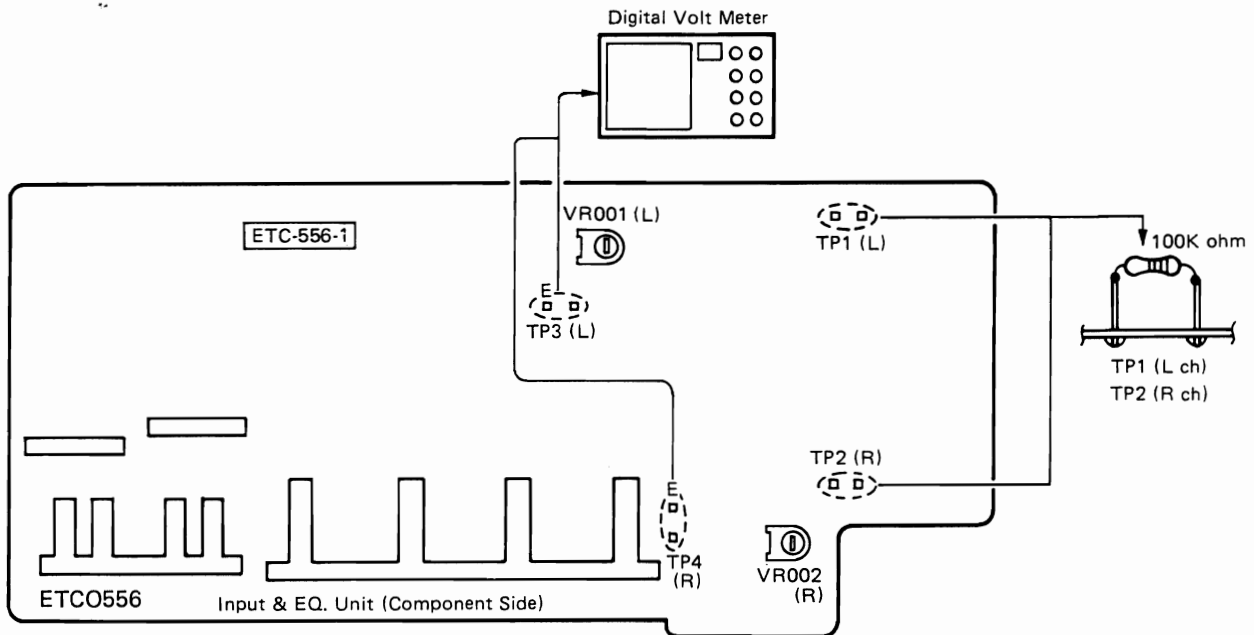 Digital Volt Meter
VR001 (L)
ETC-556-1
TP1 (L)
100K ohm
E
TP3 (L)
TP1 (L ch)
TP2 (R ch)
TP2 (R)
E
TP4
(R)
VR002
(R)
ETCO556
Input & EQ. Unit (Component Side)